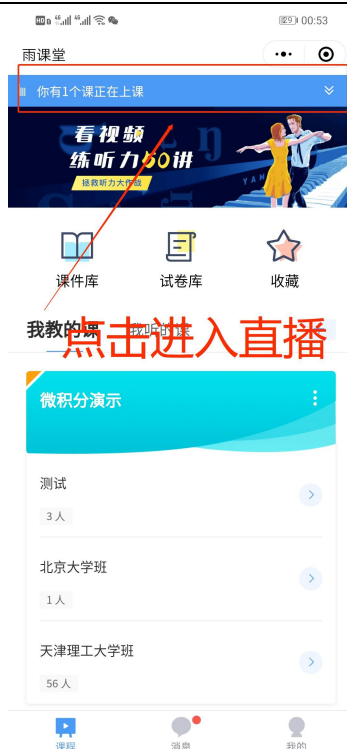 00:53
雨课堂
你有1个课正在上课
看视频
练听力50讲
拯救听力大作战
课件库
试卷库
收藏
我教的课 我听的课
点击进入直播
微积分演示
测试
3人
北京大学班
1人
天津理工大学班
56人
课程
消息
我的